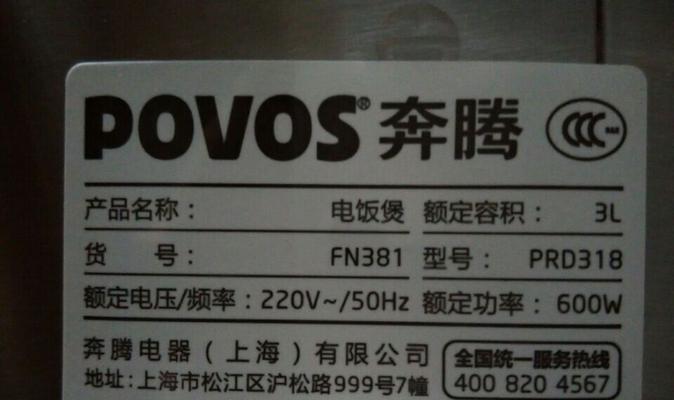 POVOS® 奔腾 CCC
产品名称： 电饭煲 额定容积： 3L
货 号： FN381 型号： PRD318
额定电压/频率：220V~/50Hz 额定功率：600W
奔腾电器（上海）有限公司
地址：上海市松江区沪松路999号7幢
全国统一服务热线
400 820 4567